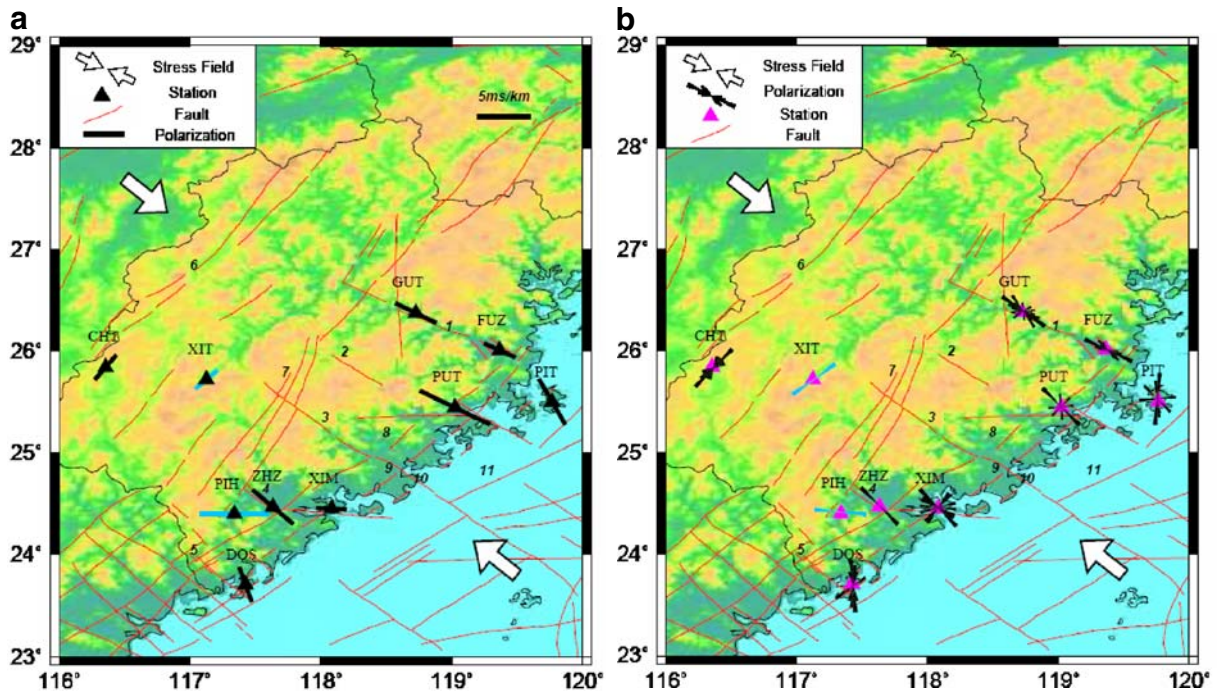 a
29°
28°
27°
26°
25°
24°
23°
116°
117°
118°
119°
120°
Stress Field
Station
Fault
Polarization
5ms/km
6
GUT
1
FUZ
CHT
XIT
2
7
PUT
PIT
3
8
9
10
11
PIH
ZHZ
4
XIM
5
DOS
b
29°
28°
27°
26°
25°
24°
23°
116°
117°
118°
119°
120°
Stress Field
Polarization
Station
Fault
6
GUT
1
FUZ
CHT
XIT
2
7
PUT
PIT
3
8
9
10
11
PIH
ZHZ
4
XIM
5
DOS